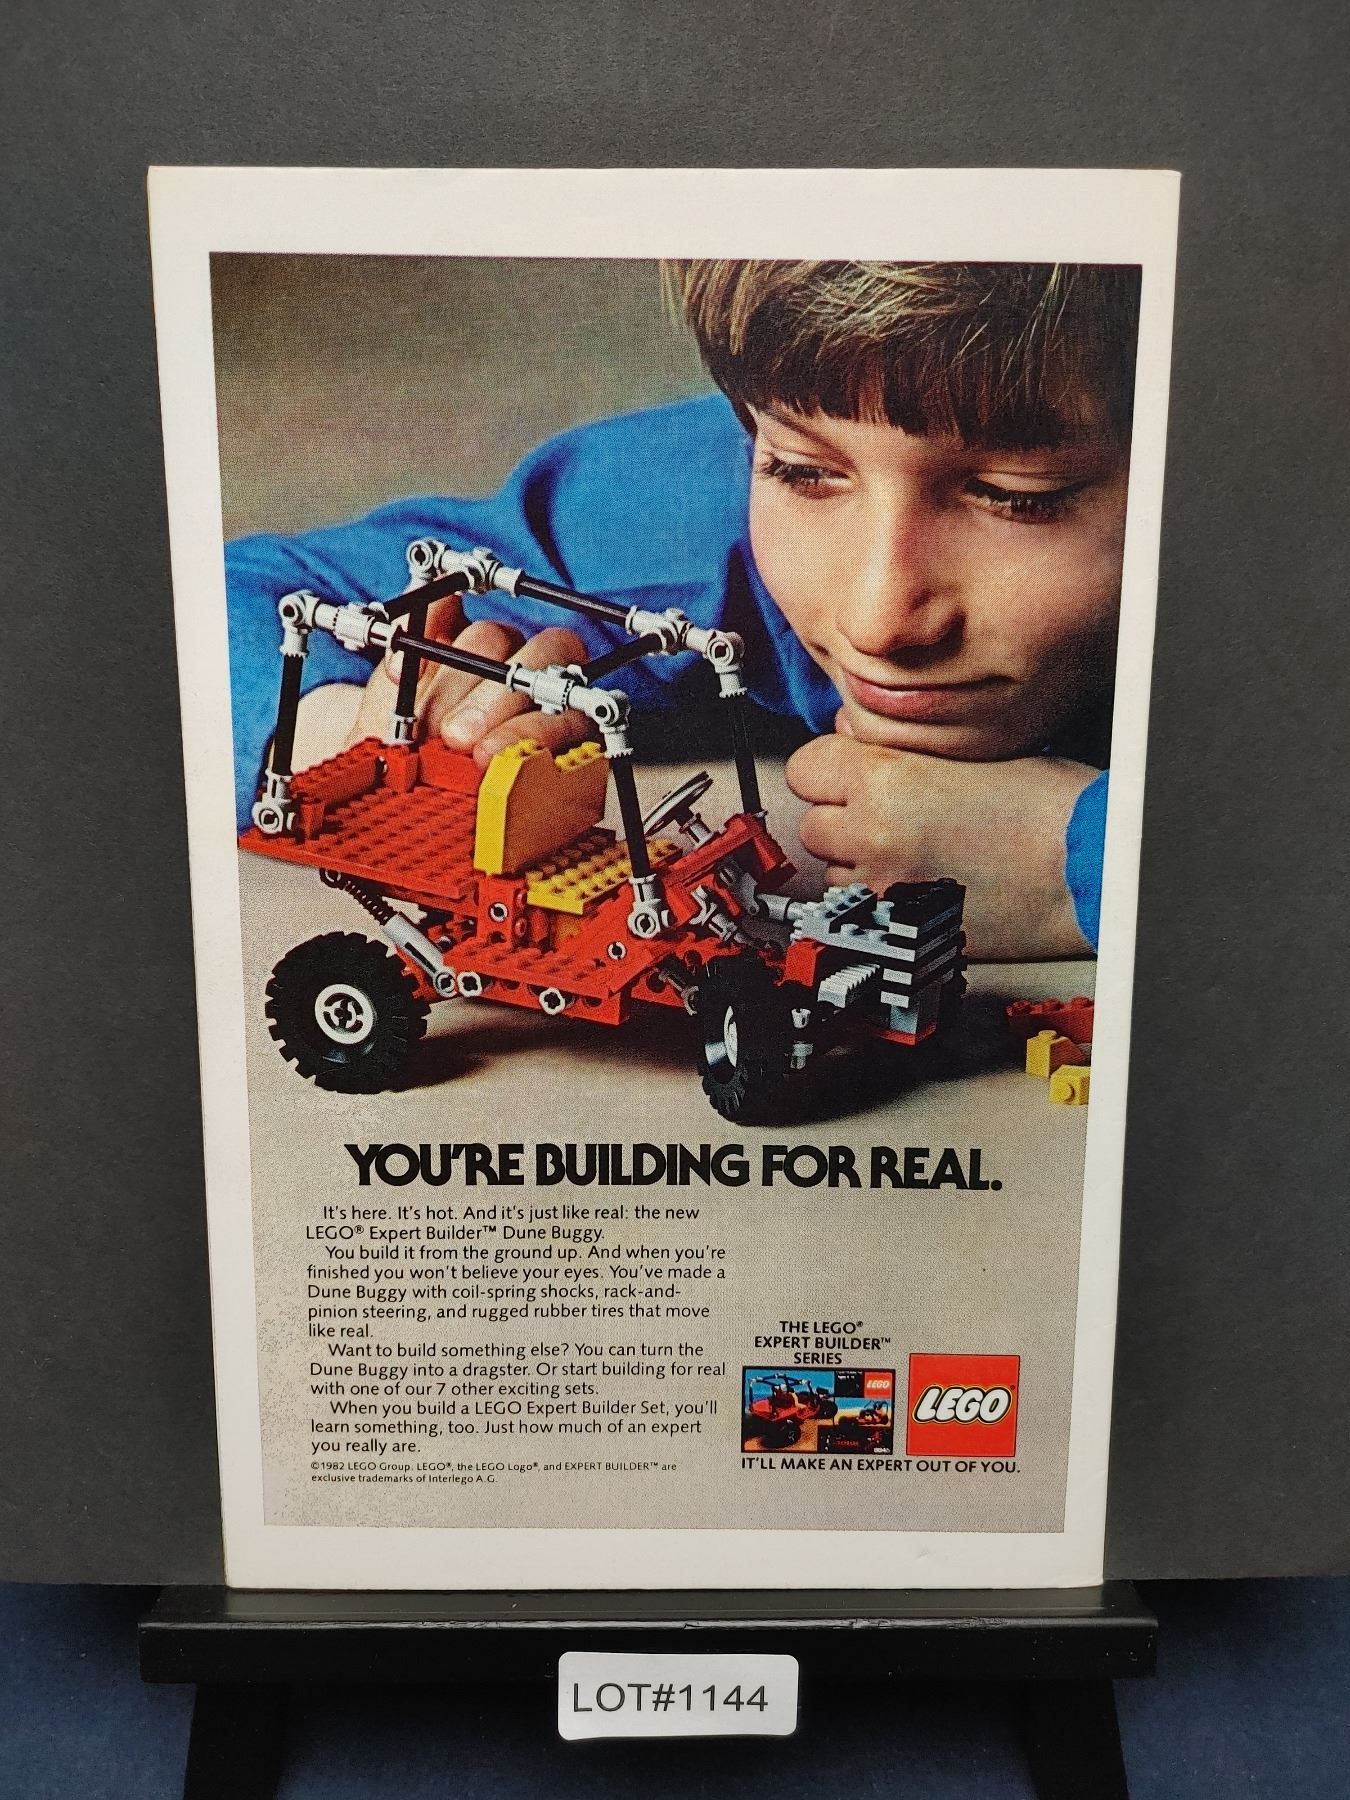 YOU'RE BUILDING FOR REAL.
It's here. It's hot. And it's just like real: the new
LEGO® Expert Builder™ Dune Buggy.
You build it from the ground up. And when you're
finished you won't believe your eyes. You've made a
Dune Buggy with coil-spring shocks, rack-and-
pinion steering, and rugged rubber tires that move
like real.
Want to build something else? You can turn the
Dune Buggy into a dragster. Or start building for real
with one of our 7 other exciting sets.
When you build a LEGO Expert Builder Set, you'll
learn something, too. Just how much of an expert
you really are.
©1982 LEGO Group. LEGO®, the LEGO Logo®, and EXPERT BUILDER™ are
exclusive trademarks of Interlego A.G.
THE LEGO®
EXPERT BUILDER™
SERIES
LEGO
LEGO®
IT'LL MAKE AN EXPERT OUT OF YOU.
LOT#1144